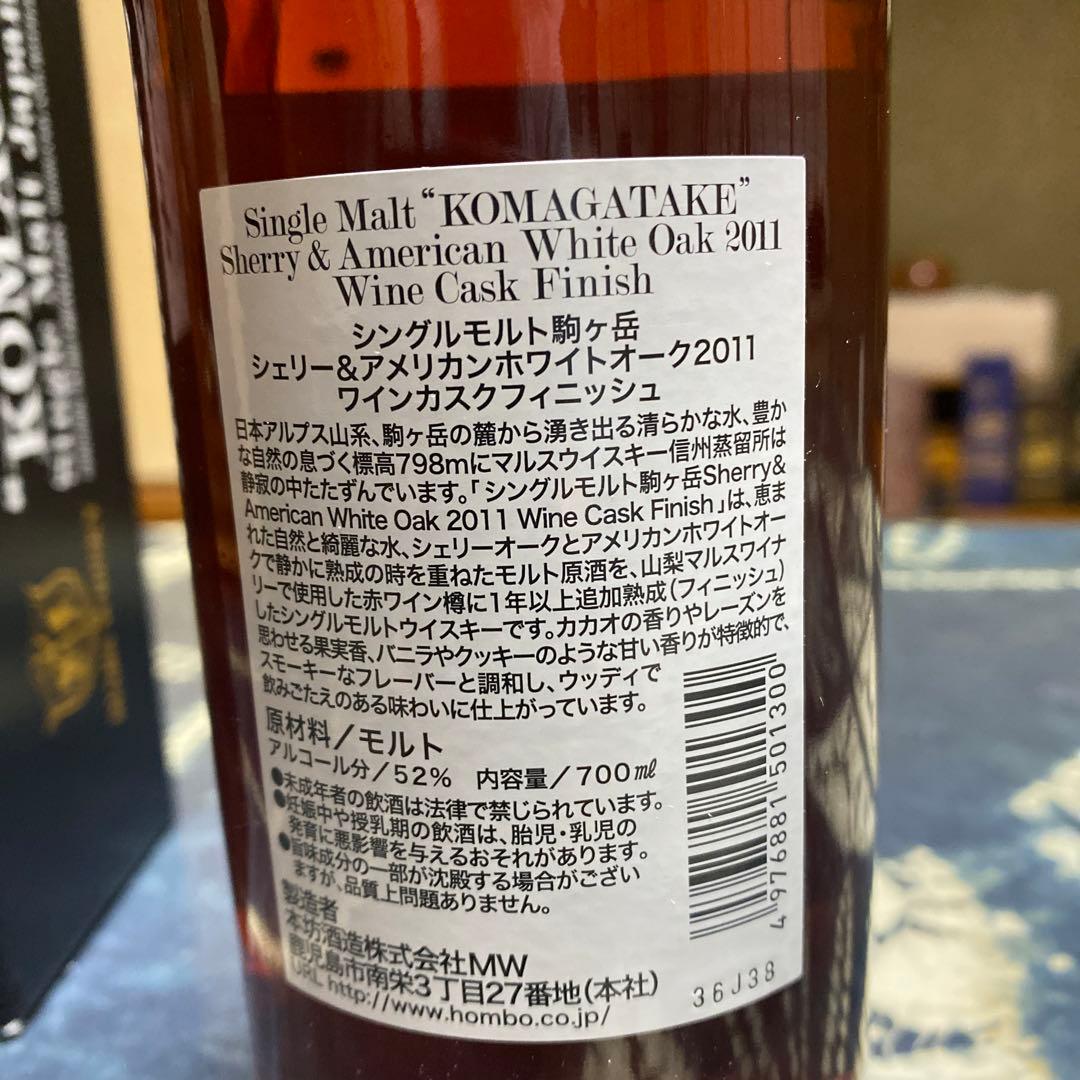 Single Malt "KOMAGATAKE"
Sherry & American White Oak 2011
Wine Cask Finish
シングルモルト駒ヶ岳
シェリー&アメリカンホワイトオーク2011
ワインカスクフィニッシュ
日本アルプス山系、駒ヶ岳の麓から湧き出る清らかな水、豊か
な自然の息づく標高798mにマルスウイスキー信州蒸留所は
静寂の中たたずんでいます。「シングルモルト駒ヶ岳Sherry&
American White Oak 2011 Wine Cask Finish」は、恵ま
れた自然と綺麗な水、シェリーオークとアメリカンホワイトオー
クで静かに熟成の時を重ねたモルト原酒を、山梨マルスワイナ
リーで使用した赤ワイン樽に1年以上追加熟成(フィニッシュ)
したシングルモルトウイスキーです。カカオの香りやレーズンを
思わせる果実香、バニラやクッキーのような甘い香りが特徴的で、
スモーキーなフレーバーと調和し、ウッディで
飲みごたえのある味わいに仕上がっています。
原材料/モルト
アルコール分/52% 内容量/700㎖
●未成年者の飲酒は法律で禁じられています。
●妊娠中や授乳期の飲酒は、胎児・乳児の
発育に悪影響を与えるおそれがあります。
●旨味成分の一部が沈殿する場合がござい
ますが、品質上問題ありません。
製造者
本坊酒造株式会社MW
鹿児島市南栄3丁目27番地(本社)
URL http://www.hombo.co.jp/
4 976881 501300
36J38